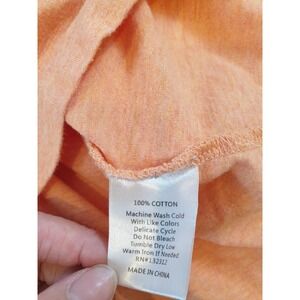 100% COTTON
Machine Wash Cold
With Like Colors
Delicate Cycle
Do Not Bleach
Tumble Dry Low
Warm Iron If Needed
RN#132312
MADE IN CHINA